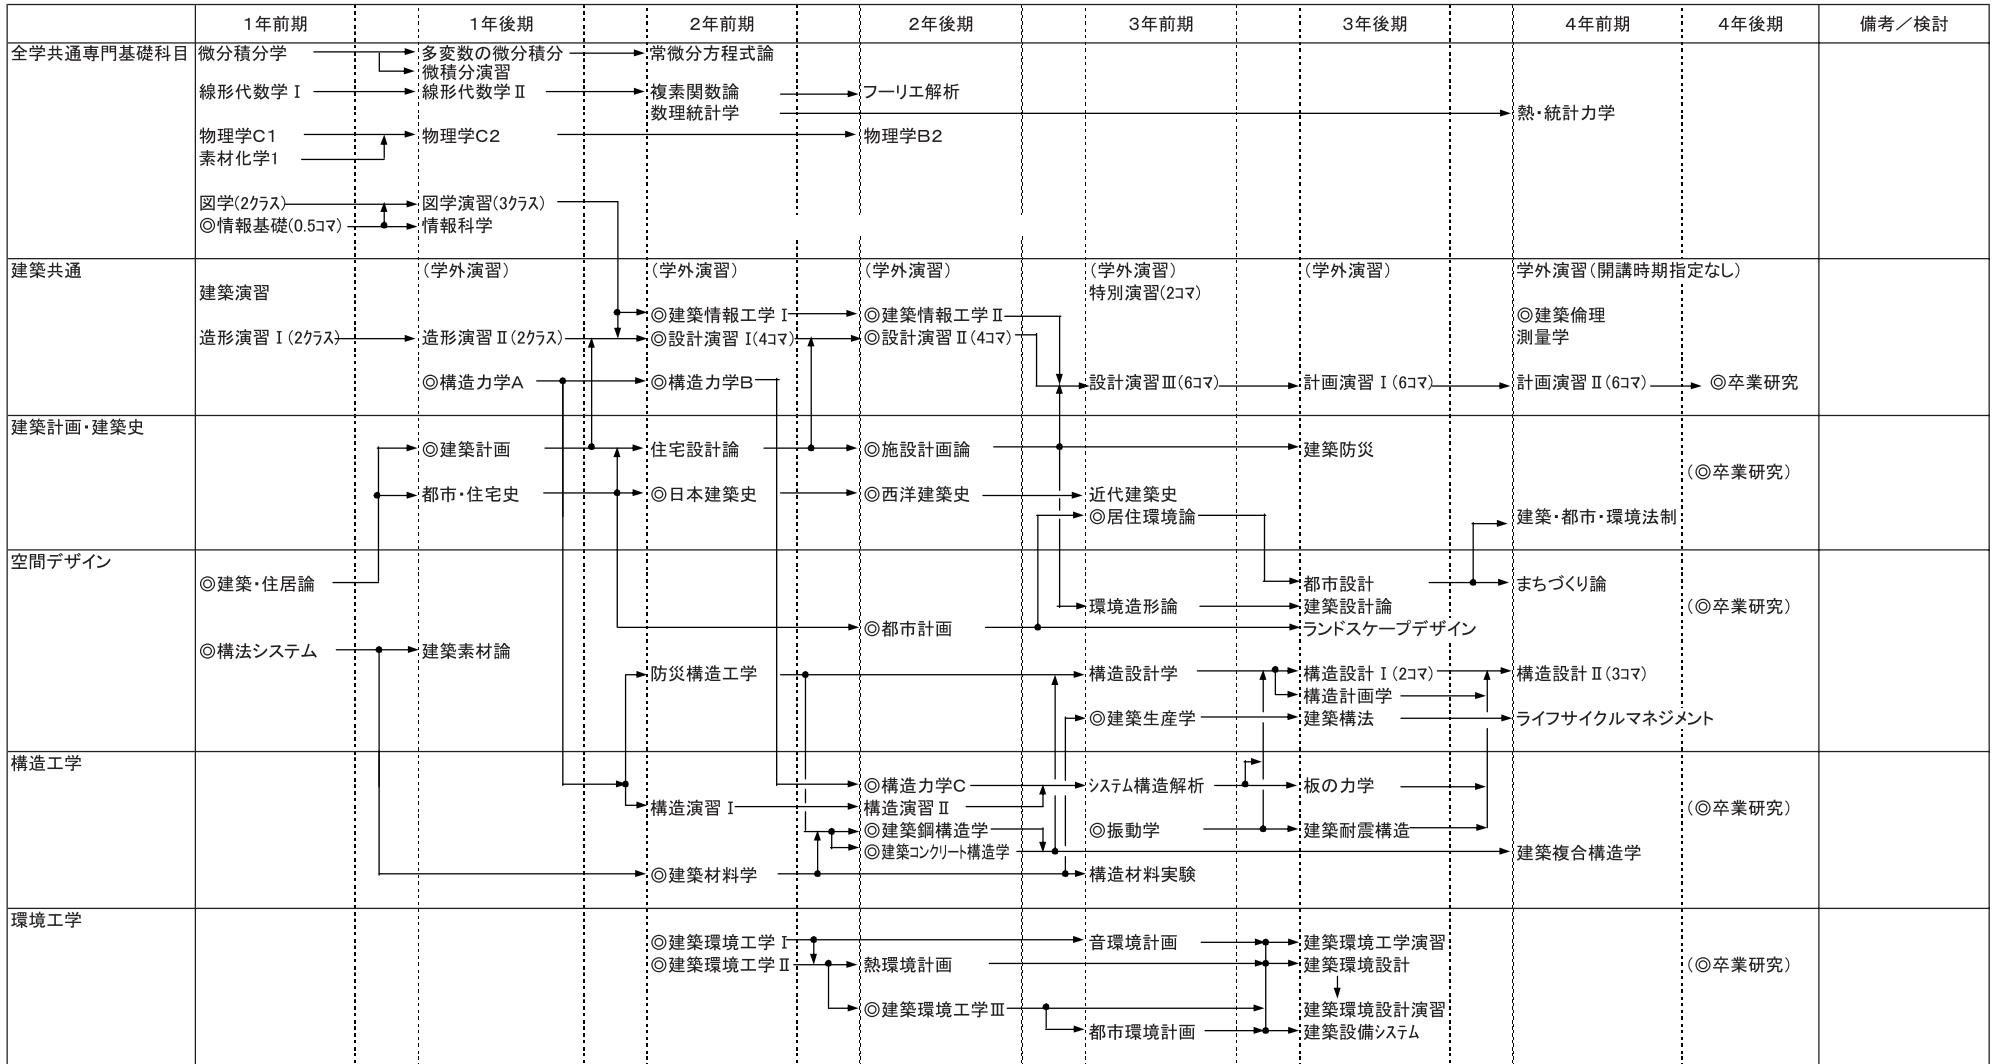 1年前期 1年後期 2年前期 2年後期 3年前期 3年後期 4年前期 4年後期 備考／検討
全学共通専門基礎科目 微分積分学 多変数の微分積分 常微分方程式論
微積分演習
線形代数学Ⅰ 線形代数学Ⅱ 複素関数論 フーリエ解析
数理統計学 熱・統計力学
物理学C1 物理学C2 物理学B2
素材化学1
図学(2クラス) 図学演習(3クラス)
◎情報基礎(0.5コマ) 情報科学
建築共通 (学外演習) (学外演習) (学外演習) (学外演習) (学外演習) 学外演習(開講時期指定なし)
建築演習 特別演習(2コマ)
◎建築情報工学Ⅰ ◎建築情報工学Ⅱ ◎建築倫理
造形演習Ⅰ(2クラス) 造形演習Ⅱ(2クラス) ◎設計演習Ⅰ(4コマ) ◎設計演習Ⅱ(4コマ) 測量学
◎構造力学A ◎構造力学B 設計演習Ⅲ(6コマ) 計画演習Ⅰ(6コマ) 計画演習Ⅱ(6コマ) ◎卒業研究
建築計画・建築史
◎建築計画 住宅設計論 ◎施設計画論 建築防災
(◎卒業研究)
都市・住宅史 ◎日本建築史 ◎西洋建築史 近代建築史
◎居住環境論 建築・都市・環境法制
空間デザイン
◎建築・住居論 都市設計 まちづくり論
環境造形論 建築設計論 (◎卒業研究)
◎都市計画 ランドスケープデザイン
◎構法システム 建築素材論
防災構造工学 構造設計学 構造設計Ⅰ(2コマ) 構造設計Ⅱ(3コマ)
構造計画学
◎建築生産学 建築構法 ライフサイクルマネジメント
構造工学
◎構造力学C システム構造解析 板の力学
構造演習Ⅰ 構造演習Ⅱ (◎卒業研究)
◎建築鋼構造学 ◎振動学 建築耐震構造
◎建築コンクリート構造学 建築複合構造学
◎建築材料学 構造材料実験
環境工学
◎建築環境工学Ⅰ 音環境計画 建築環境工学演習
◎建築環境工学Ⅱ 熱環境計画 建築環境設計 (◎卒業研究)
◎建築環境工学Ⅲ 建築環境設計演習
都市環境計画 建築設備システム